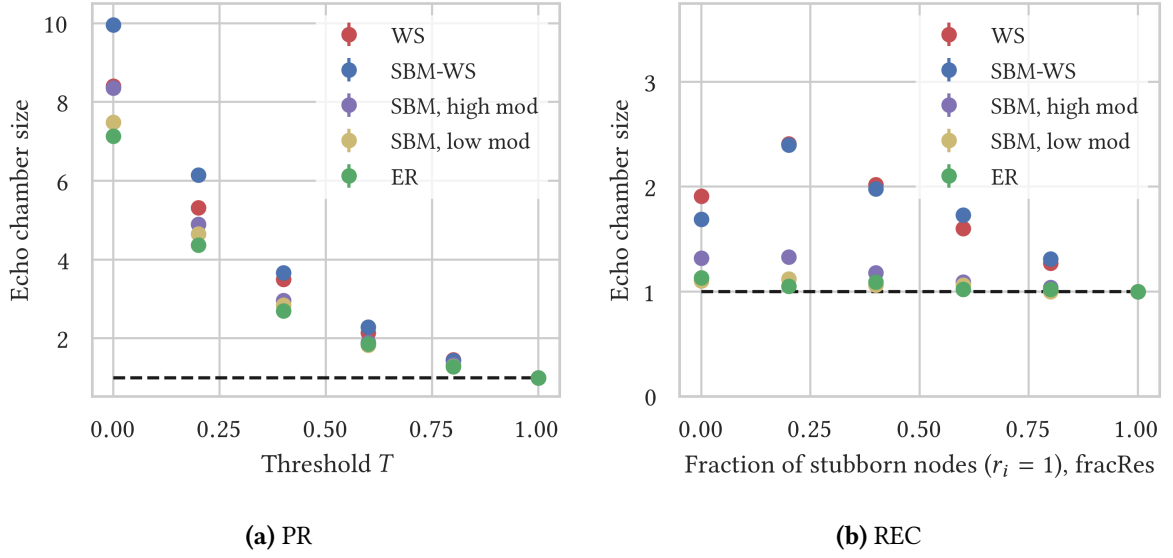 10
8
6
4
2
Echo chamber size
WS
SBM-WS
SBM, high mod
SBM, low mod
ER
0.00 0.25 0.50 0.75 1.00
Threshold T
(a) PR
3
2
1
0
Echo chamber size
WS
SBM-WS
SBM, high mod
SBM, low mod
ER
0.00 0.25 0.50 0.75 1.00
Fraction of stubborn nodes (rᵢ = 1), fracRes
(b) REC